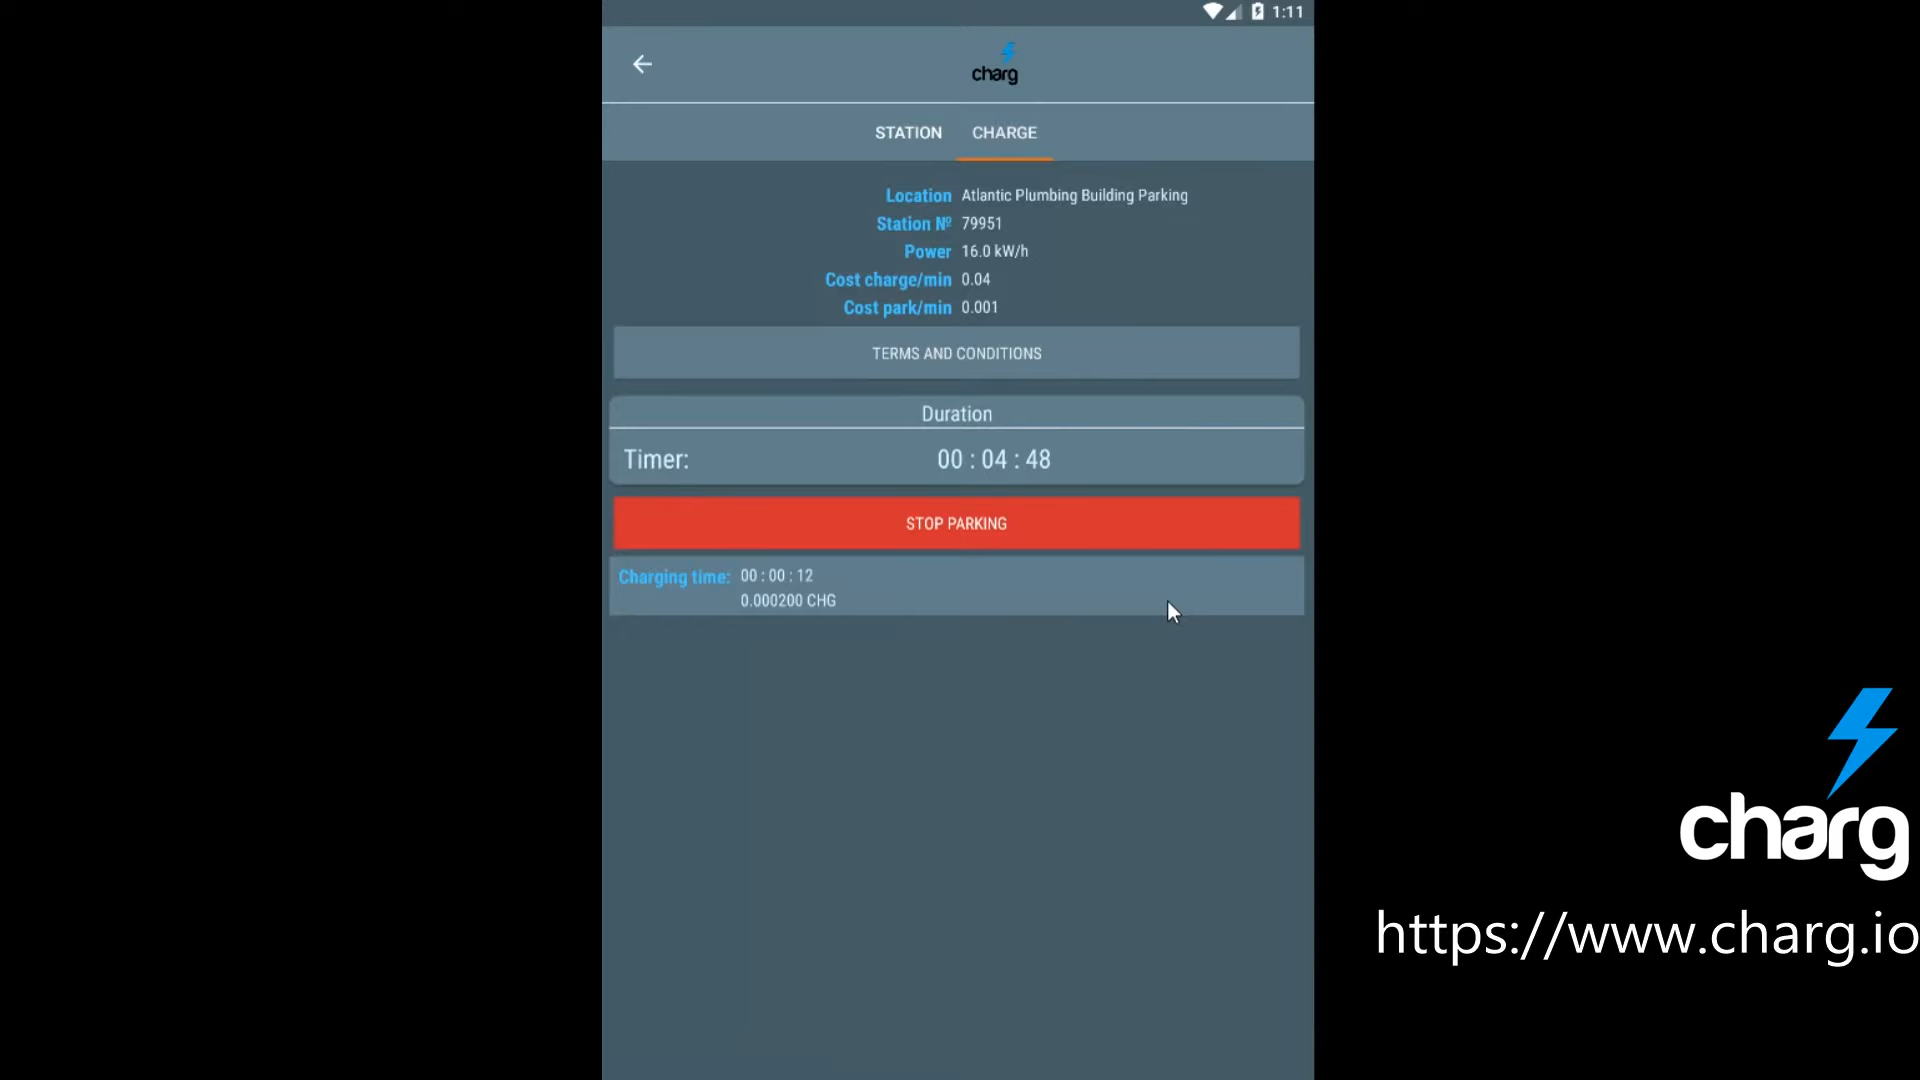 1:11
charg
STATION CHARGE
Location Atlantic Plumbing Building Parking
Station № 79951
Power 16.0 kW/h
Cost charge/min 0.04
Cost park/min 0.001
TERMS AND CONDITIONS
Duration
Timer: 00 : 04 : 48
STOP PARKING
Charging time: 00 : 00 : 12
0.000200 CHG
charg
https://www.charg.io